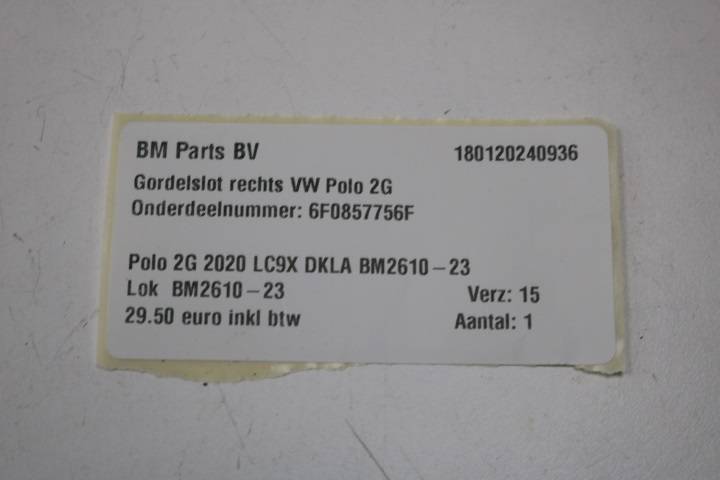 BM Parts BV 180120240936
Gordelslot rechts VW Polo 2G
Onderdeelnummer: 6F0857756F
Polo 2G 2020 LC9X DKLA BM2610-23
Lok BM2610-23 Verz: 15
29.50 euro inkl btw Aantal: 1